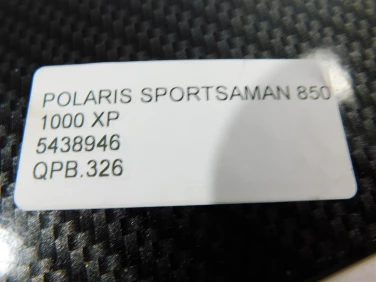 POLARIS SPORTSAMAN 850
1000 XP
5438946
QPB.326